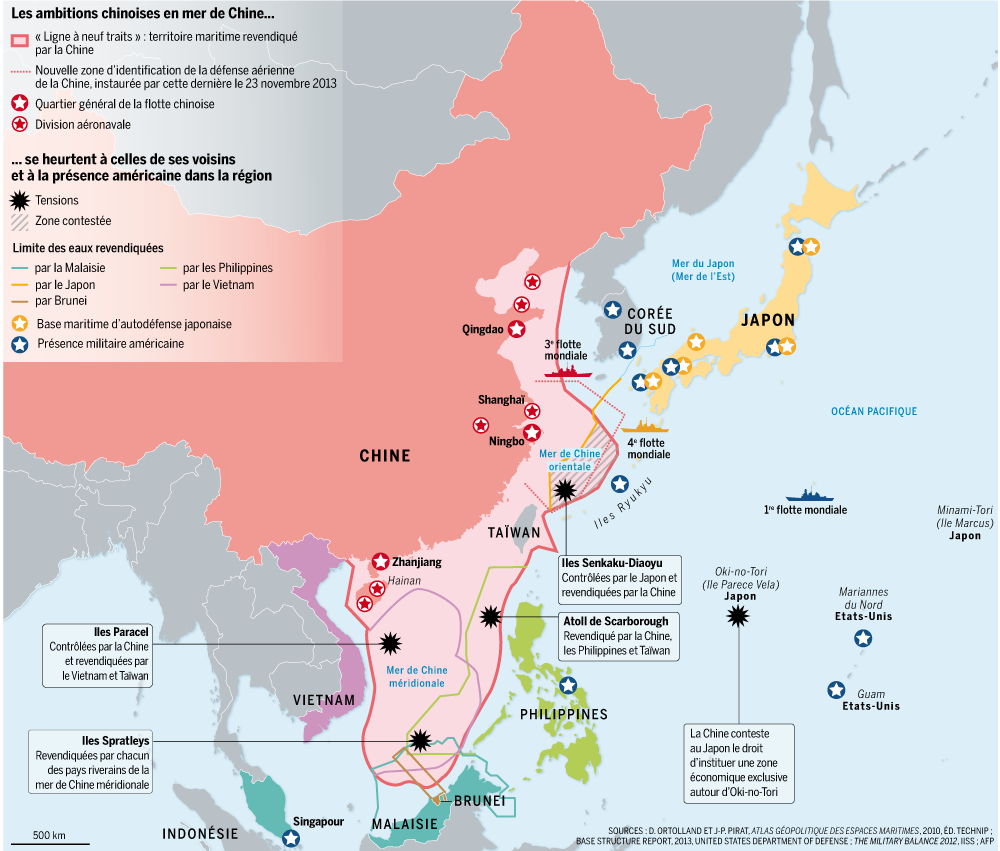 Les ambitions chinoises en mer de Chine...
« Ligne à neuf traits » : territoire maritime revendiqué
par la Chine
Nouvelle zone d'identification de la défense aérienne
de la Chine, instaurée par cette dernière le 23 novembre 2013
Quartier général de la flotte chinoise
Division aéronavale
... se heurtent à celles de ses voisins
et à la présence américaine dans la région
Tensions
Zone contestée
Limite des eaux revendiquées
par la Malaisie
par le Japon
par Brunei
par les Philippines
par le Vietnam
Base maritime d'autodéfense japonaise
Présence militaire américaine
Mer du Japon
(Mer de l'Est)
CORÉE
DU SUD
JAPON
Qingdao
3e flotte
mondiale
Shanghaï
Ningbo
CHINE
Mer de Chine
orientale
4e flotte
mondiale
OCÉAN PACIFIQUE
Iles Ryukyu
1re flotte mondiale
Minami-Tori
(Ile Marcus)
Japon
TAÏWAN
Zhanjiang
Hainan
Iles Senkaku-Diaoyu
Contrôlées par le Japon et
revendiquées par la Chine
Oki-no-Tori
(Ile Parece Vela)
Japon
Mariannes
du Nord
Etats-Unis
Atoll de Scarborough
Revendiqué par la Chine,
les Philippines et Taïwan
Iles Paracel
Contrôlées par la Chine
et revendiquées par
le Vietnam et Taïwan
Mer de Chine
méridionale
VIETNAM
PHILIPPINES
Guam
Etats-Unis
Iles Spratleys
Revendiquées par chacun
des pays riverains de la
mer de Chine méridionale
La Chine conteste
au Japon le droit
d'instituer une zone
économique exclusive
autour d'Oki-no-Tori
BRUNEI
MALAISIE
Singapour
INDONÉSIE
500 km
SOURCES : D. ORTOLLAND ET J-P. PIRAT, ATLAS GÉOPOLITIQUE DES ESPACES MARITIMES, 2010, ÉD. TECHNIP ;
BASE STRUCTURE REPORT, 2013, UNITED STATES DEPARTMENT OF DEFENSE ; THE MILITARY BALANCE 2012, IISS ; AFP